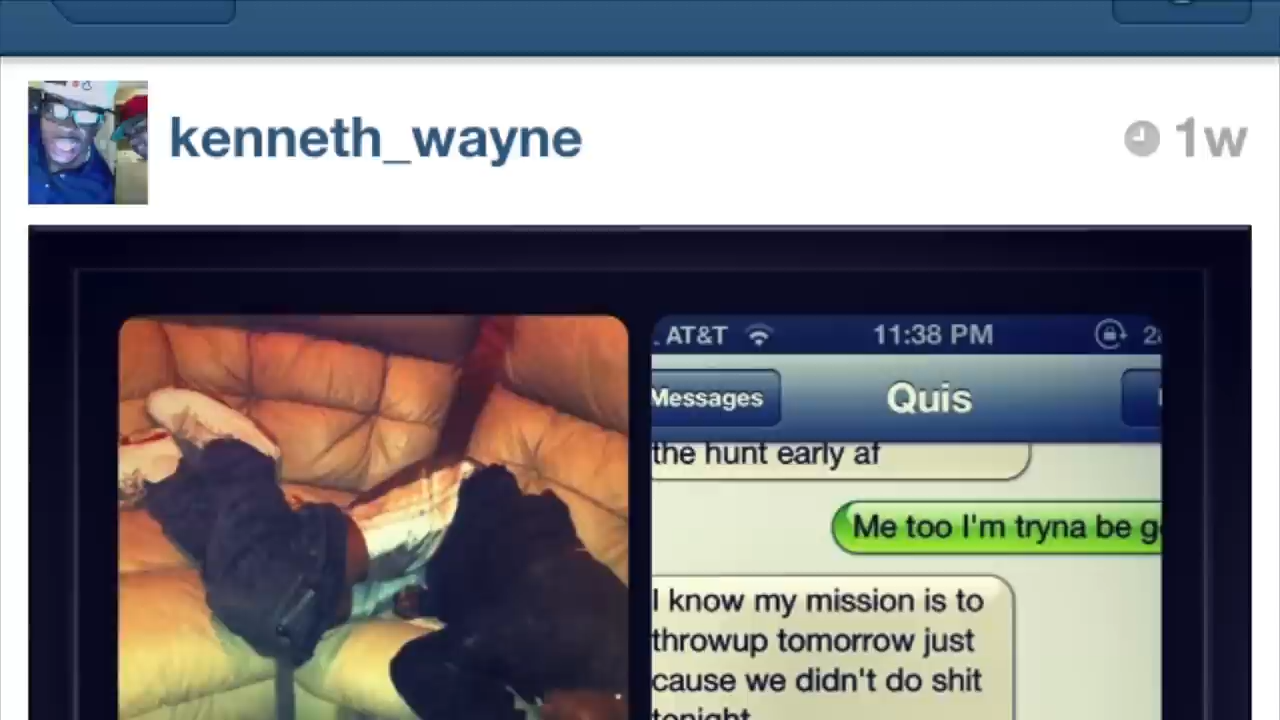 kenneth_wayne
1w
AT&T
11:38 PM
Messages
Quis
the hunt early af
Me too I'm tryna be
I know my mission is to
throwup tomorrow just
cause we didn't do shit
tonight